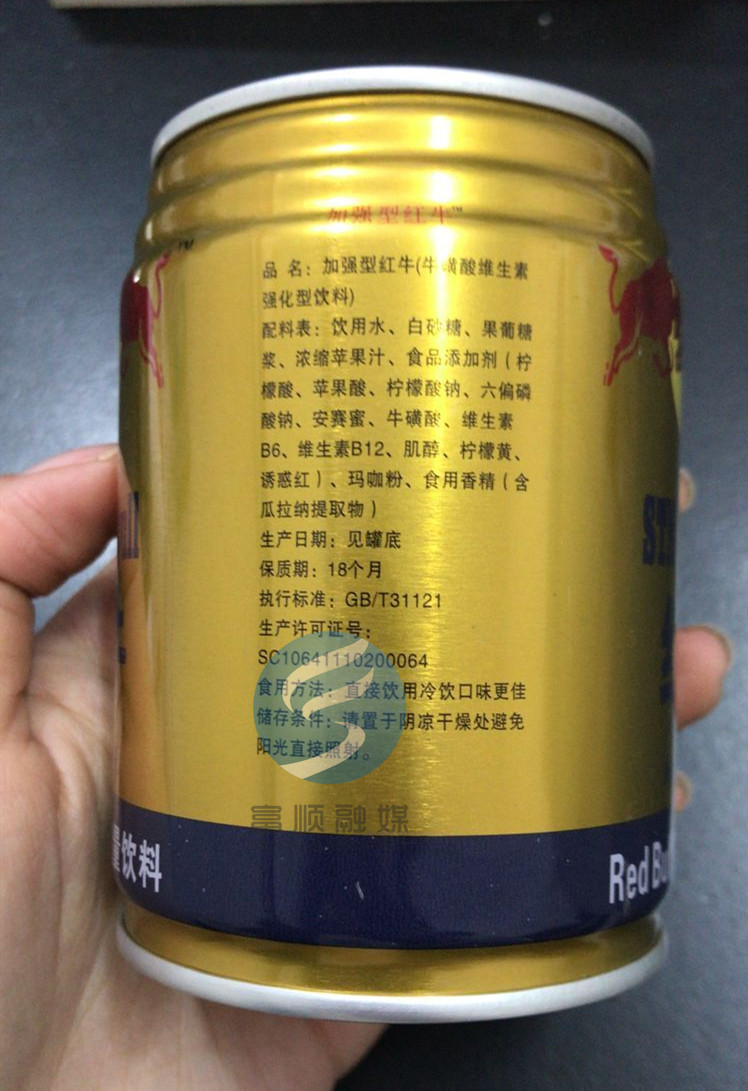 加强型红牛™
TM
品 名：加强型红牛(牛磺酸维生素
强化型饮料)
配料表：饮用水、白砂糖、果葡糖
浆、浓缩苹果汁、食品添加剂（柠
檬酸、苹果酸、柠檬酸钠、六偏磷
酸钠、安赛蜜、牛磺酸、维生素
B6、维生素B12、肌醇、柠檬黄、
诱惑红）、玛咖粉、食用香精（含
瓜拉纳提取物）
生产日期：见罐底
保质期：18个月
执行标准：GB/T31121
生产许可证号：
SC10641110200064
食用方法：直接饮用冷饮口味更佳
储存条件：请置于阴凉干燥处避免
阳光直接照射。
富顺融媒
饮料
Red